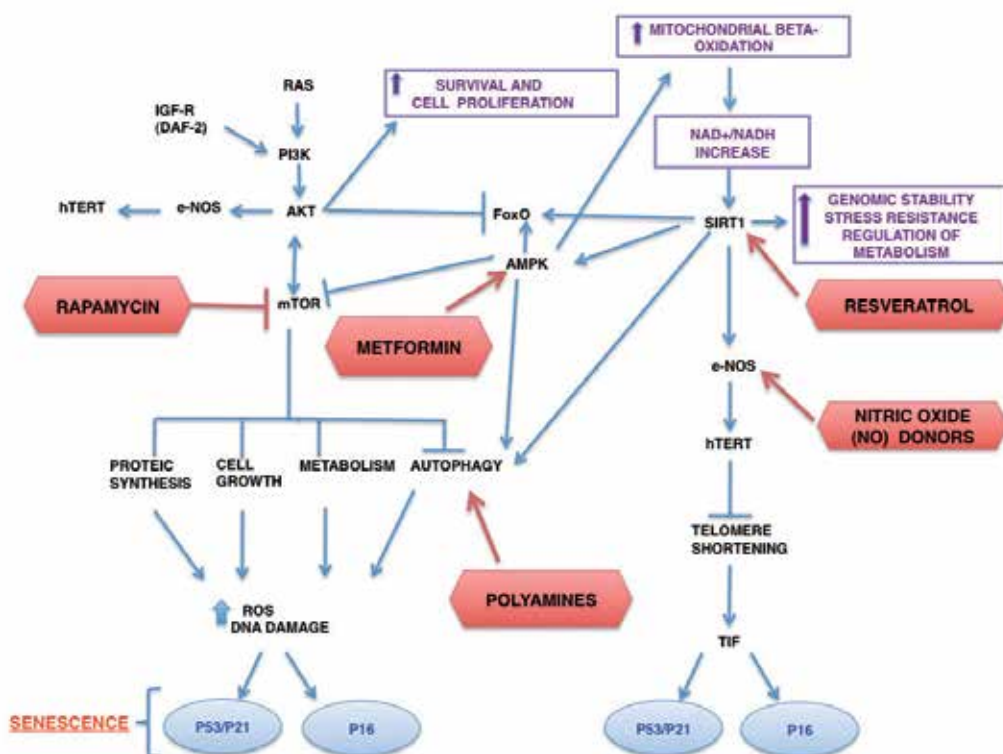 MITOCHONDRIAL BETA-
OXIDATION
RAS
SURVIVAL AND
CELL PROLIFERATION
IGF-R
(DAF-2)
PI3K
NAD+/NADH
INCREASE
hTERT
e-NOS
AKT
FoxO
SIRT1
GENOMIC STABILITY
STRESS RESISTANCE
REGULATION OF
METABOLISM
AMPK
RAPAMYCIN
mTOR
RESVERATROL
METFORMIN
e-NOS
NITRIC OXIDE
(NO) DONORS
hTERT
PROTEIC
SYNTHESIS
CELL
GROWTH
METABOLISM
AUTOPHAGY
TELOMERE
SHORTENING
POLYAMINES
ROS
DNA DAMAGE
TIF
SENESCENCE
P53/P21
P16
P53/P21
P16